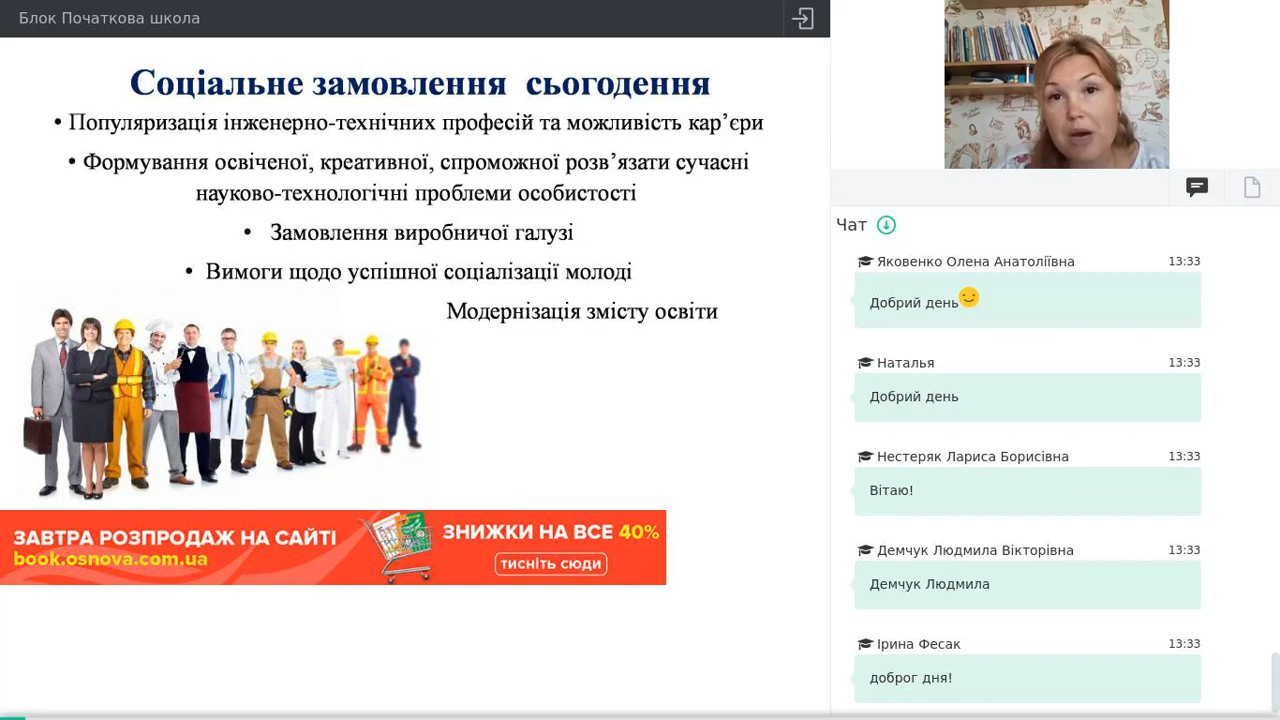 Блок Початкова школа
Соціальне замовлення сьогодення
• Популяризація інженерно-технічних професій та можливість кар’єри
• Формування освіченої, креативної, спроможної розв’язати сучасні
науково-технологічні проблеми особистості
• Замовлення виробничої галузі
• Вимоги щодо успішної соціалізації молоді
Модернізація змісту освіти
ЗАВТРА РОЗПРОДАЖ НА САЙТІ
book.osnova.com.ua
ЗНИЖКИ НА ВСЕ 40%
тисніть сюди
Чат
Яковенко Олена Анатоліївна 13:33
Добрий день
Наталья 13:33
Добрий день
Нестеряк Лариса Борисівна 13:33
Вітаю!
Демчук Людмила Вікторівна 13:33
Демчук Людмила
Ірина Фесак 13:33
доброг дня!